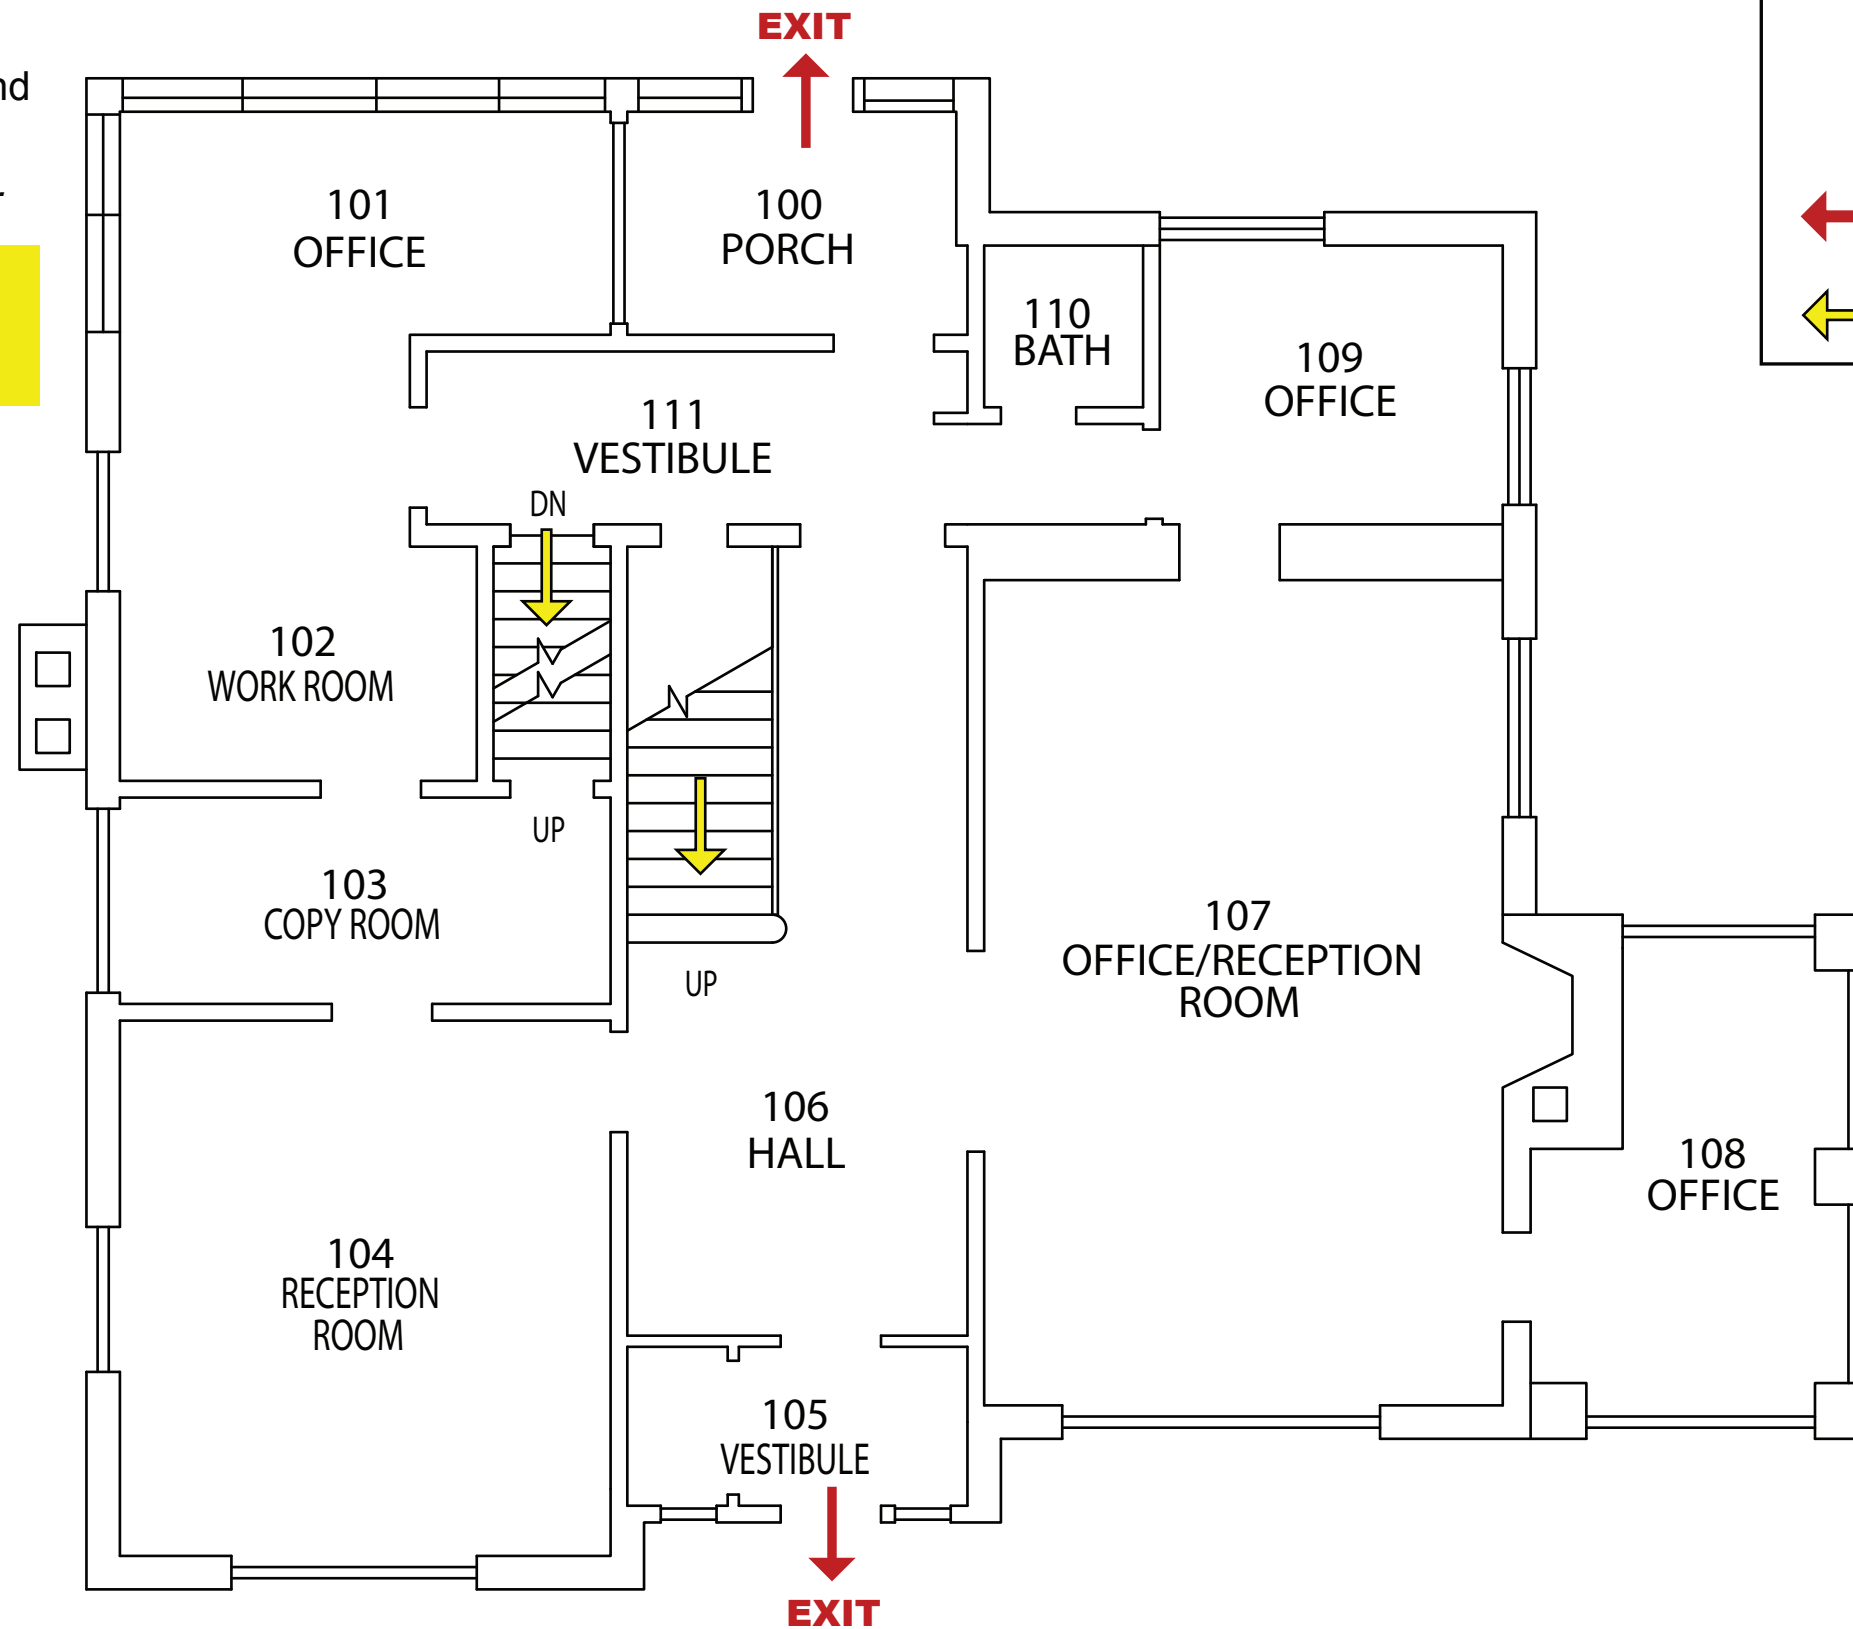 EXIT
nd
101
OFFICE
100
PORCH
110
BATH
109
OFFICE
111
VESTIBULE
DN
102
WORK ROOM
UP
103
COPY ROOM
107
OFFICE/RECEPTION
ROOM
UP
106
HALL
108
OFFICE
104
RECEPTION
ROOM
105
VESTIBULE
EXIT